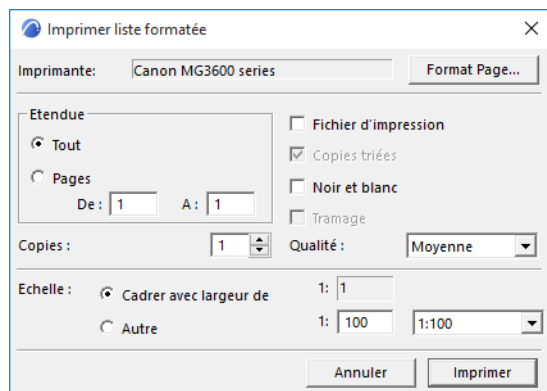 Imprimer liste formatée
Imprimante: Canon MG3600 series Format Page...
Etendue
Tout
Pages
De : 1 A : 1
Fichier d'impression
Copies triées
Noir et blanc
Tramage
Copies : 1 Qualité : Moyenne
Echelle : Cadrer avec largeur de 1: 1
Autre 1: 100 1:100
Annuler Imprimer